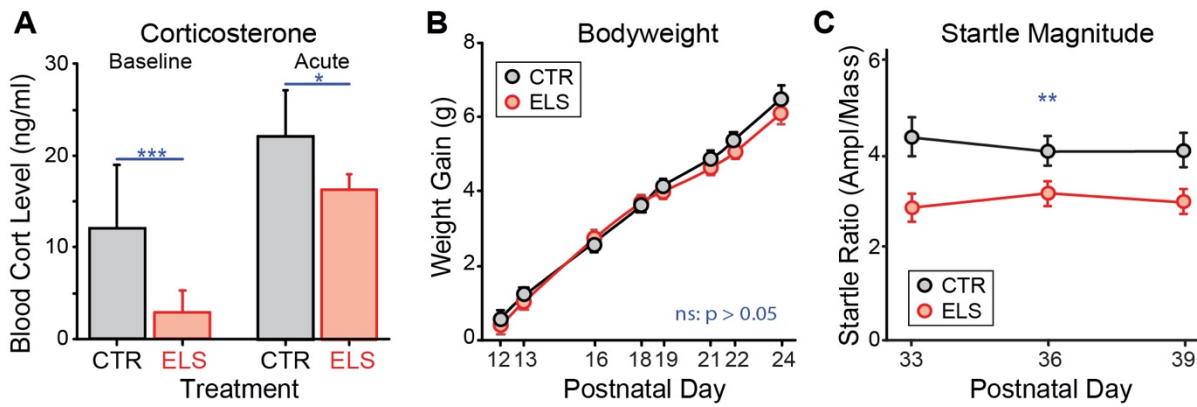 A
Corticosterone
Baseline
Acute
***
*
Blood Cort Level (ng/ml)
30
20
10
0
CTR
ELS
CTR
ELS
Treatment
B
Bodyweight
CTR
ELS
Weight Gain (g)
8
6
4
2
0
ns: p > 0.05
12
13
16
18
19
21
22
24
Postnatal Day
C
Startle Magnitude
**
Startle Ratio (Ampl/Mass)
6
4
2
0
CTR
ELS
33
36
39
Postnatal Day